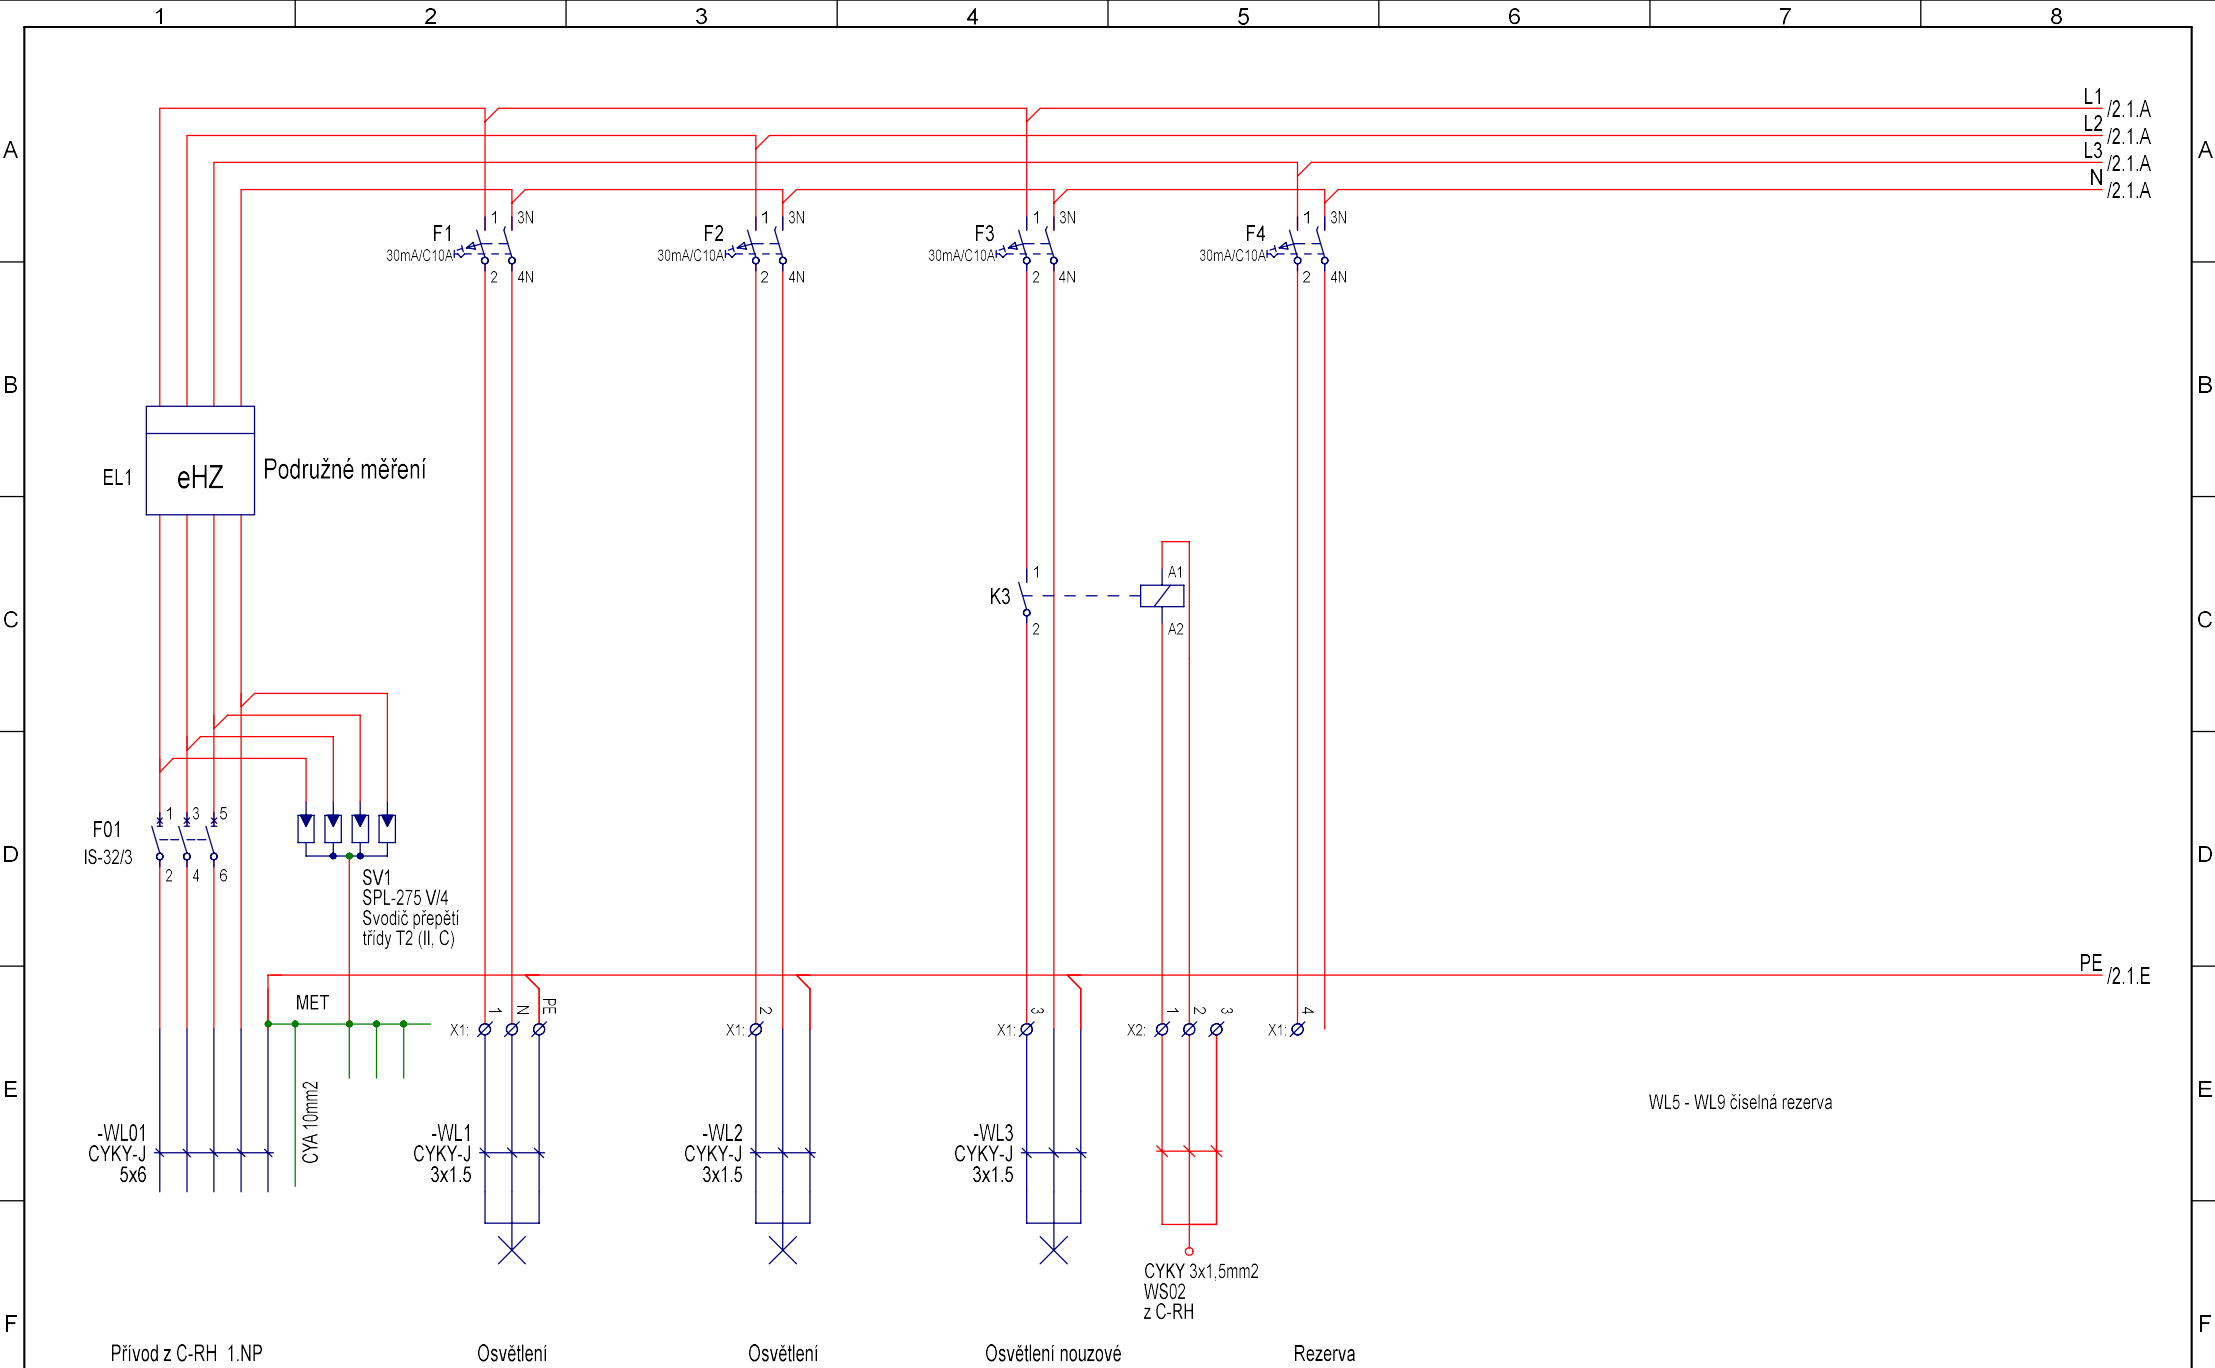 1 2 3 4 5 6 7 8
L1 /2.1.A
L2 /2.1.A
L3 /2.1.A
N /2.1.A
A A
1 3N 1 3N 1 3N 1 3N
F1 F2 F3 F4
30mA/C10A 30mA/C10A 30mA/C10A 30mA/C10A
2 4N 2 4N 2 4N 2 4N
B B
EL1 eHZ Podružné měření
1 A1
K3
2 A2
C C
1 3 5
F01
IS-32/3
2 4 6
D D
SV1
SPL-275 V/4
Svodič přepětí
třídy T2 (II, C)
PE /2.1.E
MET
X1: 1 N PE
X1: 2
X1: 3
X2: 1 2 3
X1: 4
E E
CYA 10mm2
WL5 - WL9 číselná rezerva
-WL01
CYKY-J
5x6
-WL1
CYKY-J
3x1.5
-WL2
CYKY-J
3x1.5
-WL3
CYKY-J
3x1.5
CYKY 3x1,5mm2
WS02
z C-RH
F F
Přívod z C-RH 1.NP
Osvětlení
Osvětlení
Osvětlení nouzové
Rezerva